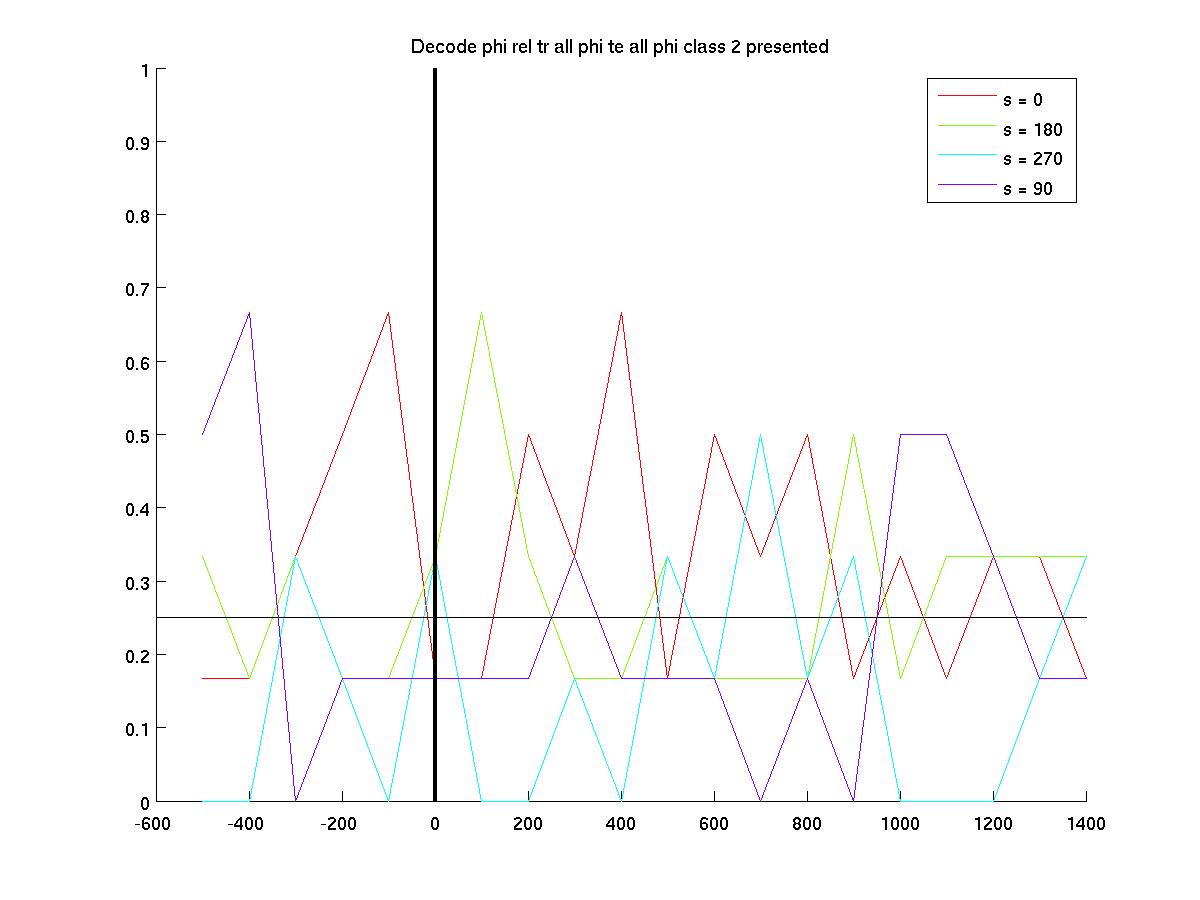 Decode phi rel tr all phi te all phi class 2 presented
1
0.9
0.8
0.7
0.6
0.5
0.4
0.3
0.2
0.1
0
s = 0
s = 180
s = 270
s = 90
-600 -400 -200 0 200 400 600 800 1000 1200 1400